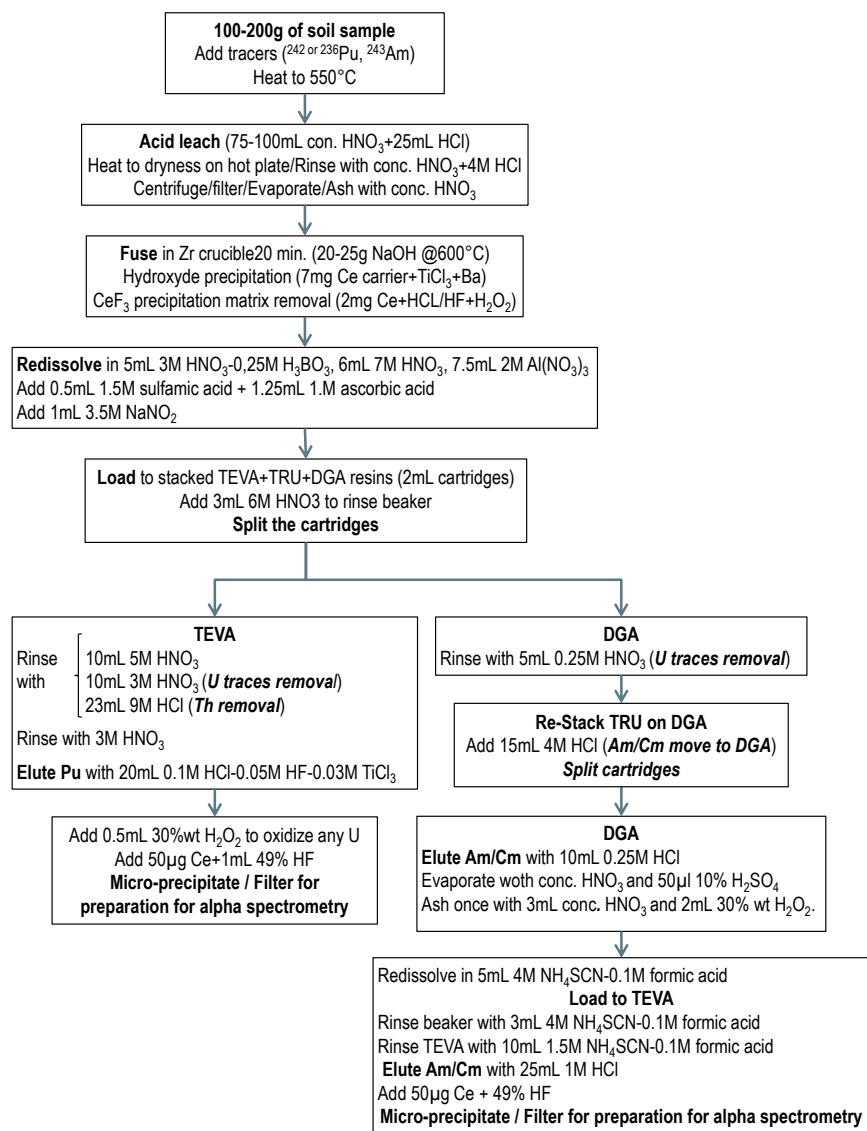 100-200g of soil sample
Add tracers (²⁴² ᵒʳ ²³⁶Pu, ²⁴³Am)
Heat to 550°C
Acid leach (75-100mL con. HNO₃+25mL HCl)
Heat to dryness on hot plate/Rinse with conc. HNO₃+4M HCl
Centrifuge/filter/Evaporate/Ash with conc. HNO₃
Fuse in Zr crucible20 min. (20-25g NaOH @600°C)
Hydroxyde precipitation (7mg Ce carrier+TiCl₃+Ba)
CeF₃ precipitation matrix removal (2mg Ce+HCL/HF+H₂O₂)
Redissolve in 5mL 3M HNO₃-0,25M H₃BO₃, 6mL 7M HNO₃, 7.5mL 2M Al(NO₃)₃
Add 0.5mL 1.5M sulfamic acid + 1.25mL 1.M ascorbic acid
Add 1mL 3.5M NaNO₂
Load to stacked TEVA+TRU+DGA resins (2mL cartridges)
Add 3mL 6M HNO3 to rinse beaker
Split the cartridges
TEVA
Rinse with
10mL 5M HNO₃
10mL 3M HNO₃ (U traces removal)
23mL 9M HCl (Th removal)
Rinse with 3M HNO₃
Elute Pu with 20mL 0.1M HCl-0.05M HF-0.03M TiCl₃
Add 0.5mL 30%wt H₂O₂ to oxidize any U
Add 50µg Ce+1mL 49% HF
Micro-precipitate / Filter for
preparation for alpha spectrometry
DGA
Rinse with 5mL 0.25M HNO₃ (U traces removal)
Re-Stack TRU on DGA
Add 15mL 4M HCl (Am/Cm move to DGA)
Split cartridges
DGA
Elute Am/Cm with 10mL 0.25M HCl
Evaporate woth conc. HNO₃ and 50µl 10% H₂SO₄
Ash once with 3mL conc. HNO₃ and 2mL 30% wt H₂O₂.
Redissolve in 5mL 4M NH₄SCN-0.1M formic acid
Load to TEVA
Rinse beaker with 3mL 4M NH₄SCN-0.1M formic acid
Rinse TEVA with 10mL 1.5M NH₄SCN-0.1M formic acid
Elute Am/Cm with 25mL 1M HCl
Add 50µg Ce + 49% HF
Micro-precipitate / Filter for preparation for alpha spectrometry